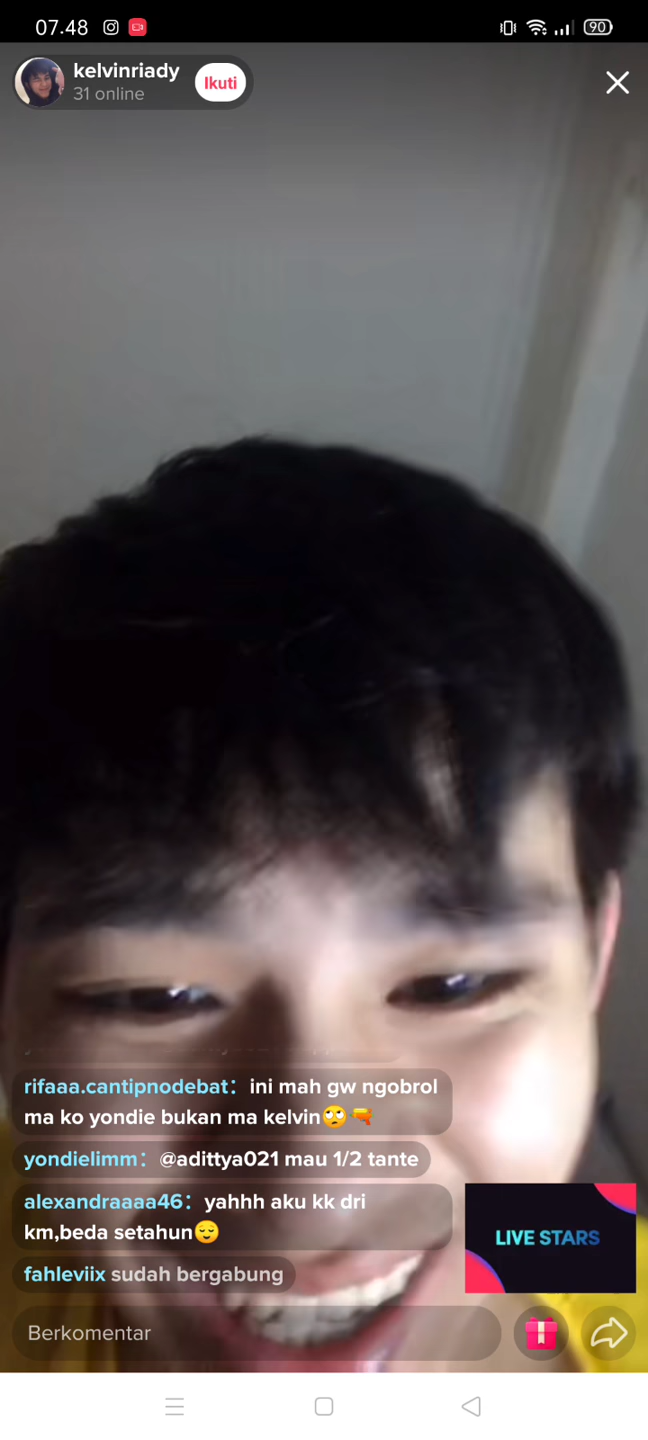 07.48
90
kelvinriady
31 online
Ikuti
rifaaa.cantipnodebat: ini mah gw ngobrol
ma ko yondie bukan ma kelvin🙄🔫
yondielimm: @adittya021 mau 1/2 tante
alexandraaaa46: yahhh aku kk dri
km,beda setahun😌
LIVE STARS
fahleviix sudah bergabung
Berkomentar